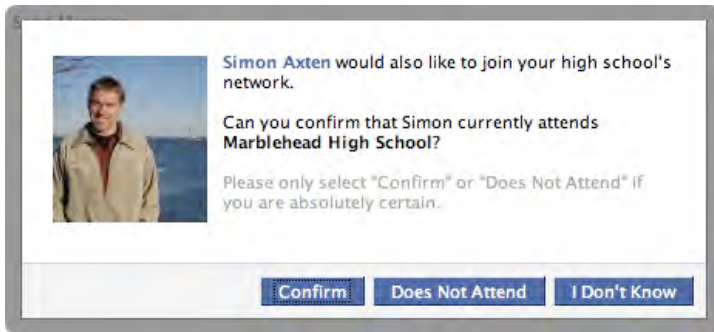 Simon Axten would also like to join your high school's
network.
Can you confirm that Simon currently attends
Marblehead High School?
Please only select "Confirm" or "Does Not Attend" if
you are absolutely certain.
Confirm
Does Not Attend
I Don't Know